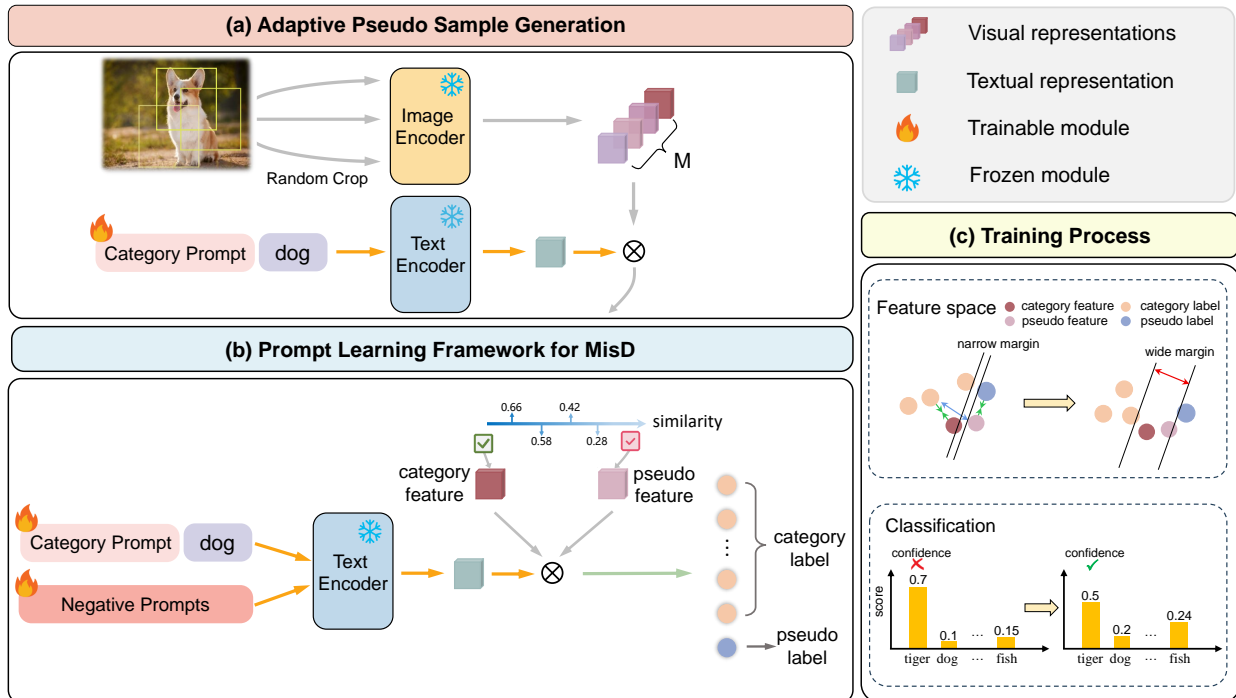 (a) Adaptive Pseudo Sample Generation
Image
Encoder
Random Crop
M
Category Prompt
dog
Text
Encoder
(b) Prompt Learning Framework for MisD
0.66
0.42
0.58
0.28
similarity
category
feature
pseudo
feature
Category Prompt
dog
Negative Prompts
Text
Encoder
category
label
pseudo
label
Visual representations
Textual representation
Trainable module
Frozen module
(c) Training Process
Feature space
category feature
category label
pseudo feature
pseudo label
narrow margin
wide margin
Classification
confidence
score
0.7
0.1
...
0.15
tiger
dog
...
fish
confidence
0.5
0.2
...
0.24
tiger
dog
...
fish